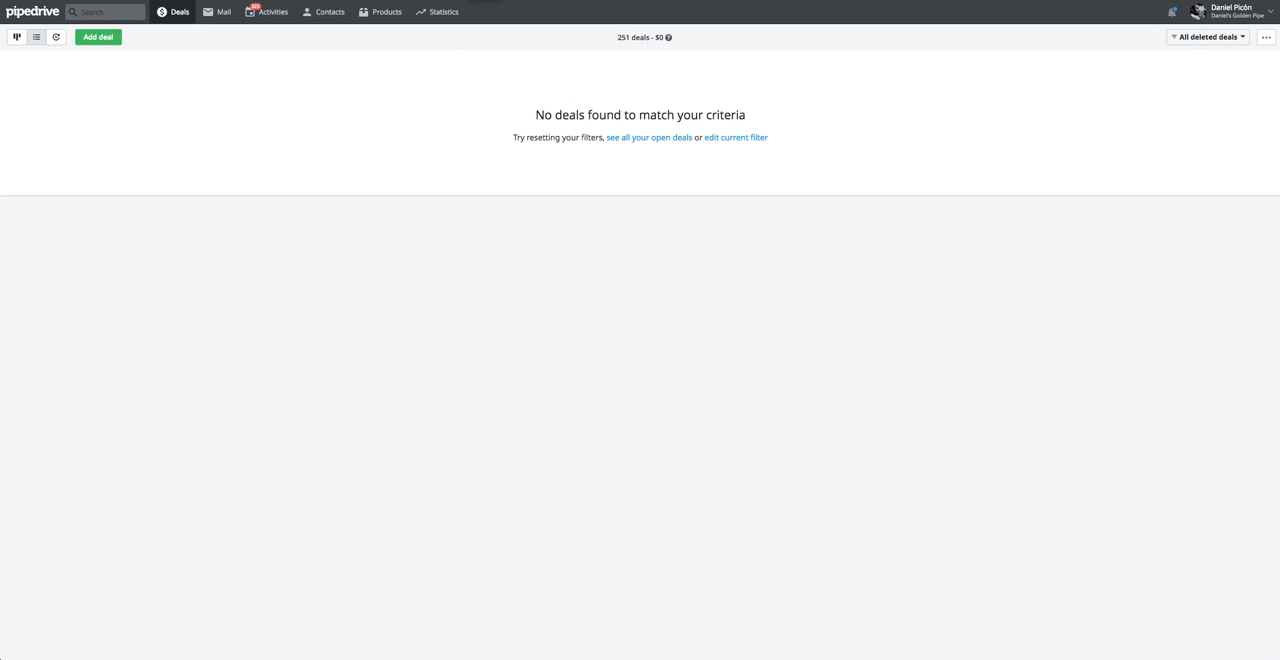 pipedrive Search Deals Mail 323 Activities Contacts Products Statistics Daniel Picón
Daniel's Golden Pipe
Add deal 251 deals - $0 All deleted deals
No deals found to match your criteria
Try resetting your filters, see all your open deals or edit current filter